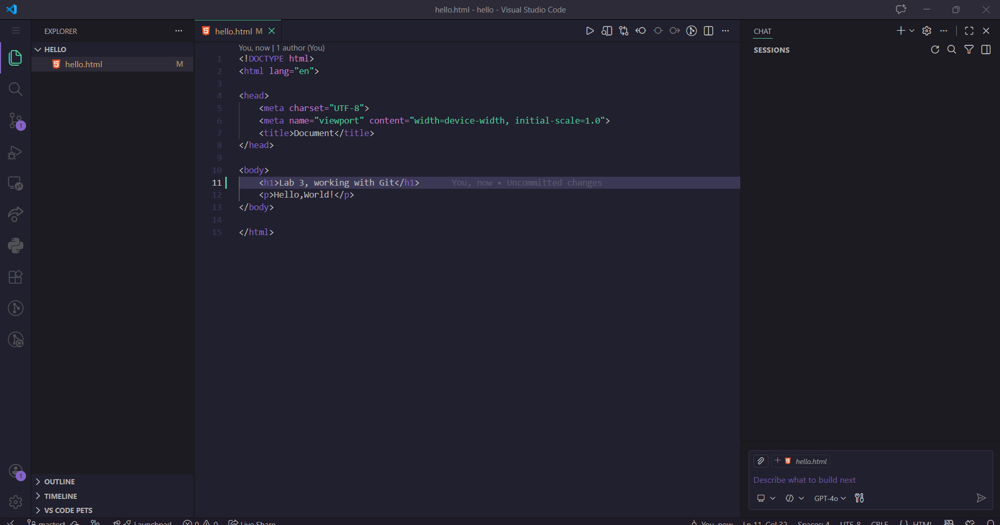 hello.html - hello - Visual Studio Code
EXPLORER
HELLO
hello.html M
OUTLINE
TIMELINE
VS CODE PETS
1
1
hello.html M
You, now | 1 author (You)
1 <!DOCTYPE html>
2 <html lang="en">
3
4 <head>
5 <meta charset="UTF-8">
6 <meta name="viewport" content="width=device-width, initial-scale=1.0">
7 <title>Document</title>
8 </head>
9
10 <body>
11 <h1>Lab 3, working with Git</h1> You, now • Uncommitted changes
12 <p>Hello,World!</p>
13 </body>
14
15 </html>
CHAT
SESSIONS
hello.html
Describe what to build next
GPT-4o
master* Launchpad 0 0 Live Share You, now Ln 11, Col 32 Spaces: 4 UTF-8 CRLF HTML